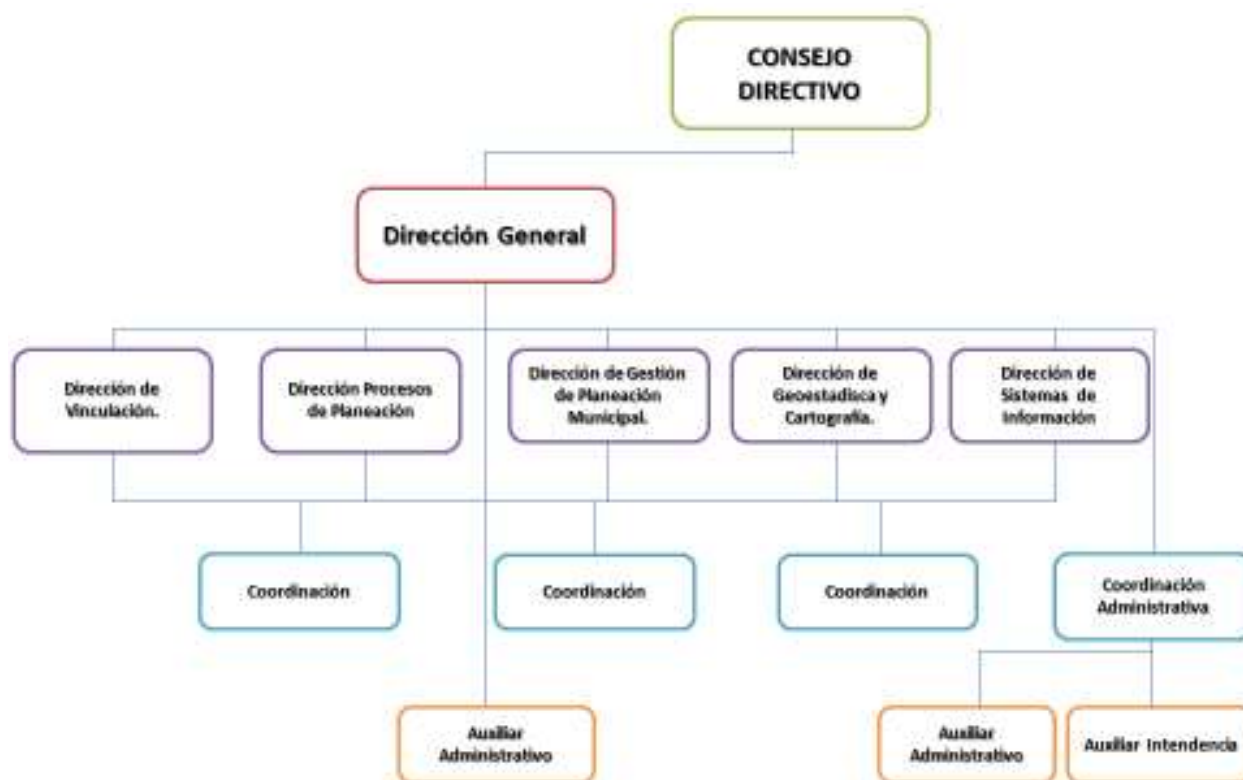 CONSEJO
DIRECTIVO
Dirección General
Dirección de
Vinculación.
Dirección Procesos
de Planeación
Dirección de Gestión
de Planeación
Municipal.
Dirección de
Geoestadisca y
Cartografía.
Dirección de
Sistemas de
Información
Coordinación
Coordinación
Coordinación
Coordinación
Administrativa
Auxiliar
Administrativo
Auxiliar
Administrativo
Auxiliar Intendencia